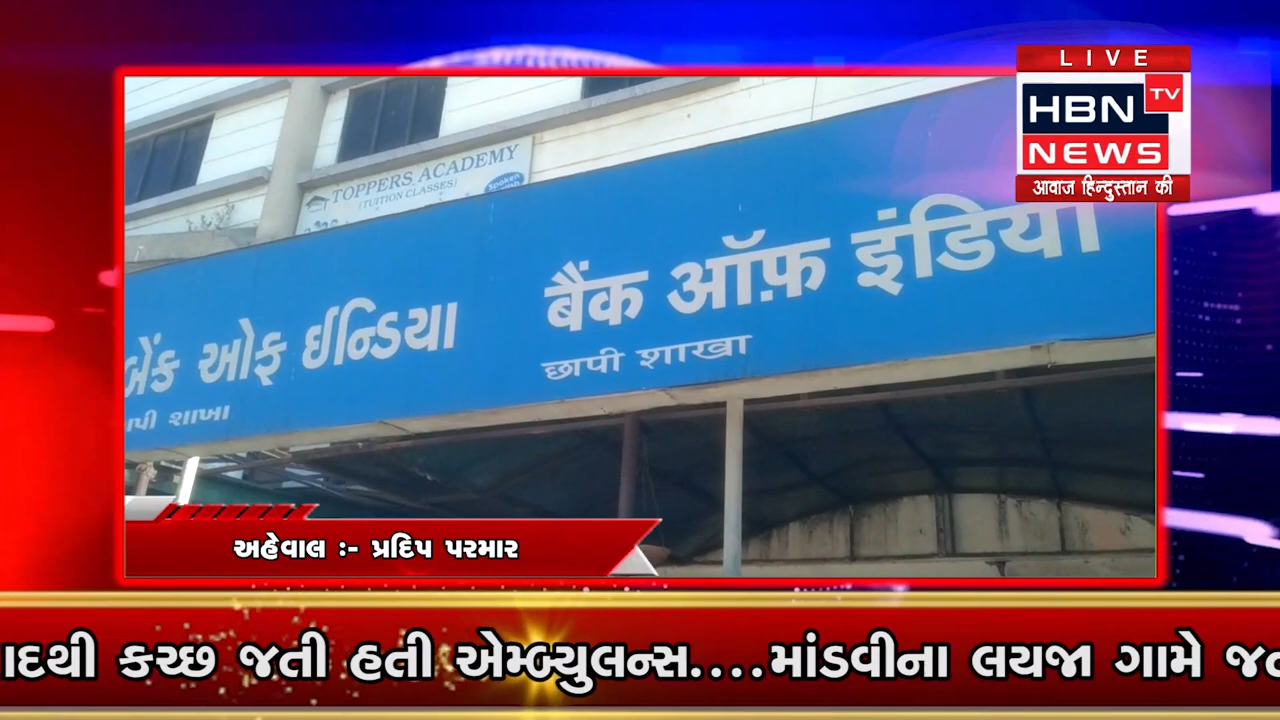 LIVE
HBN TV
NEWS
आवाज हिन्दुस्तान की
TOPPERS ACADEMY
(TUITION CLASSES)
Spoken
બેંક ઓફ ઈન્ડિયા
बैंक ऑफ़ इंडिया
શાખા
छापी शाखा
અહેવાલ :- પ્રદિપ પરમાર
કચ્છ જતી હતી એમ્બ્યુલન્સ....માંડવીના લયજા ગામે